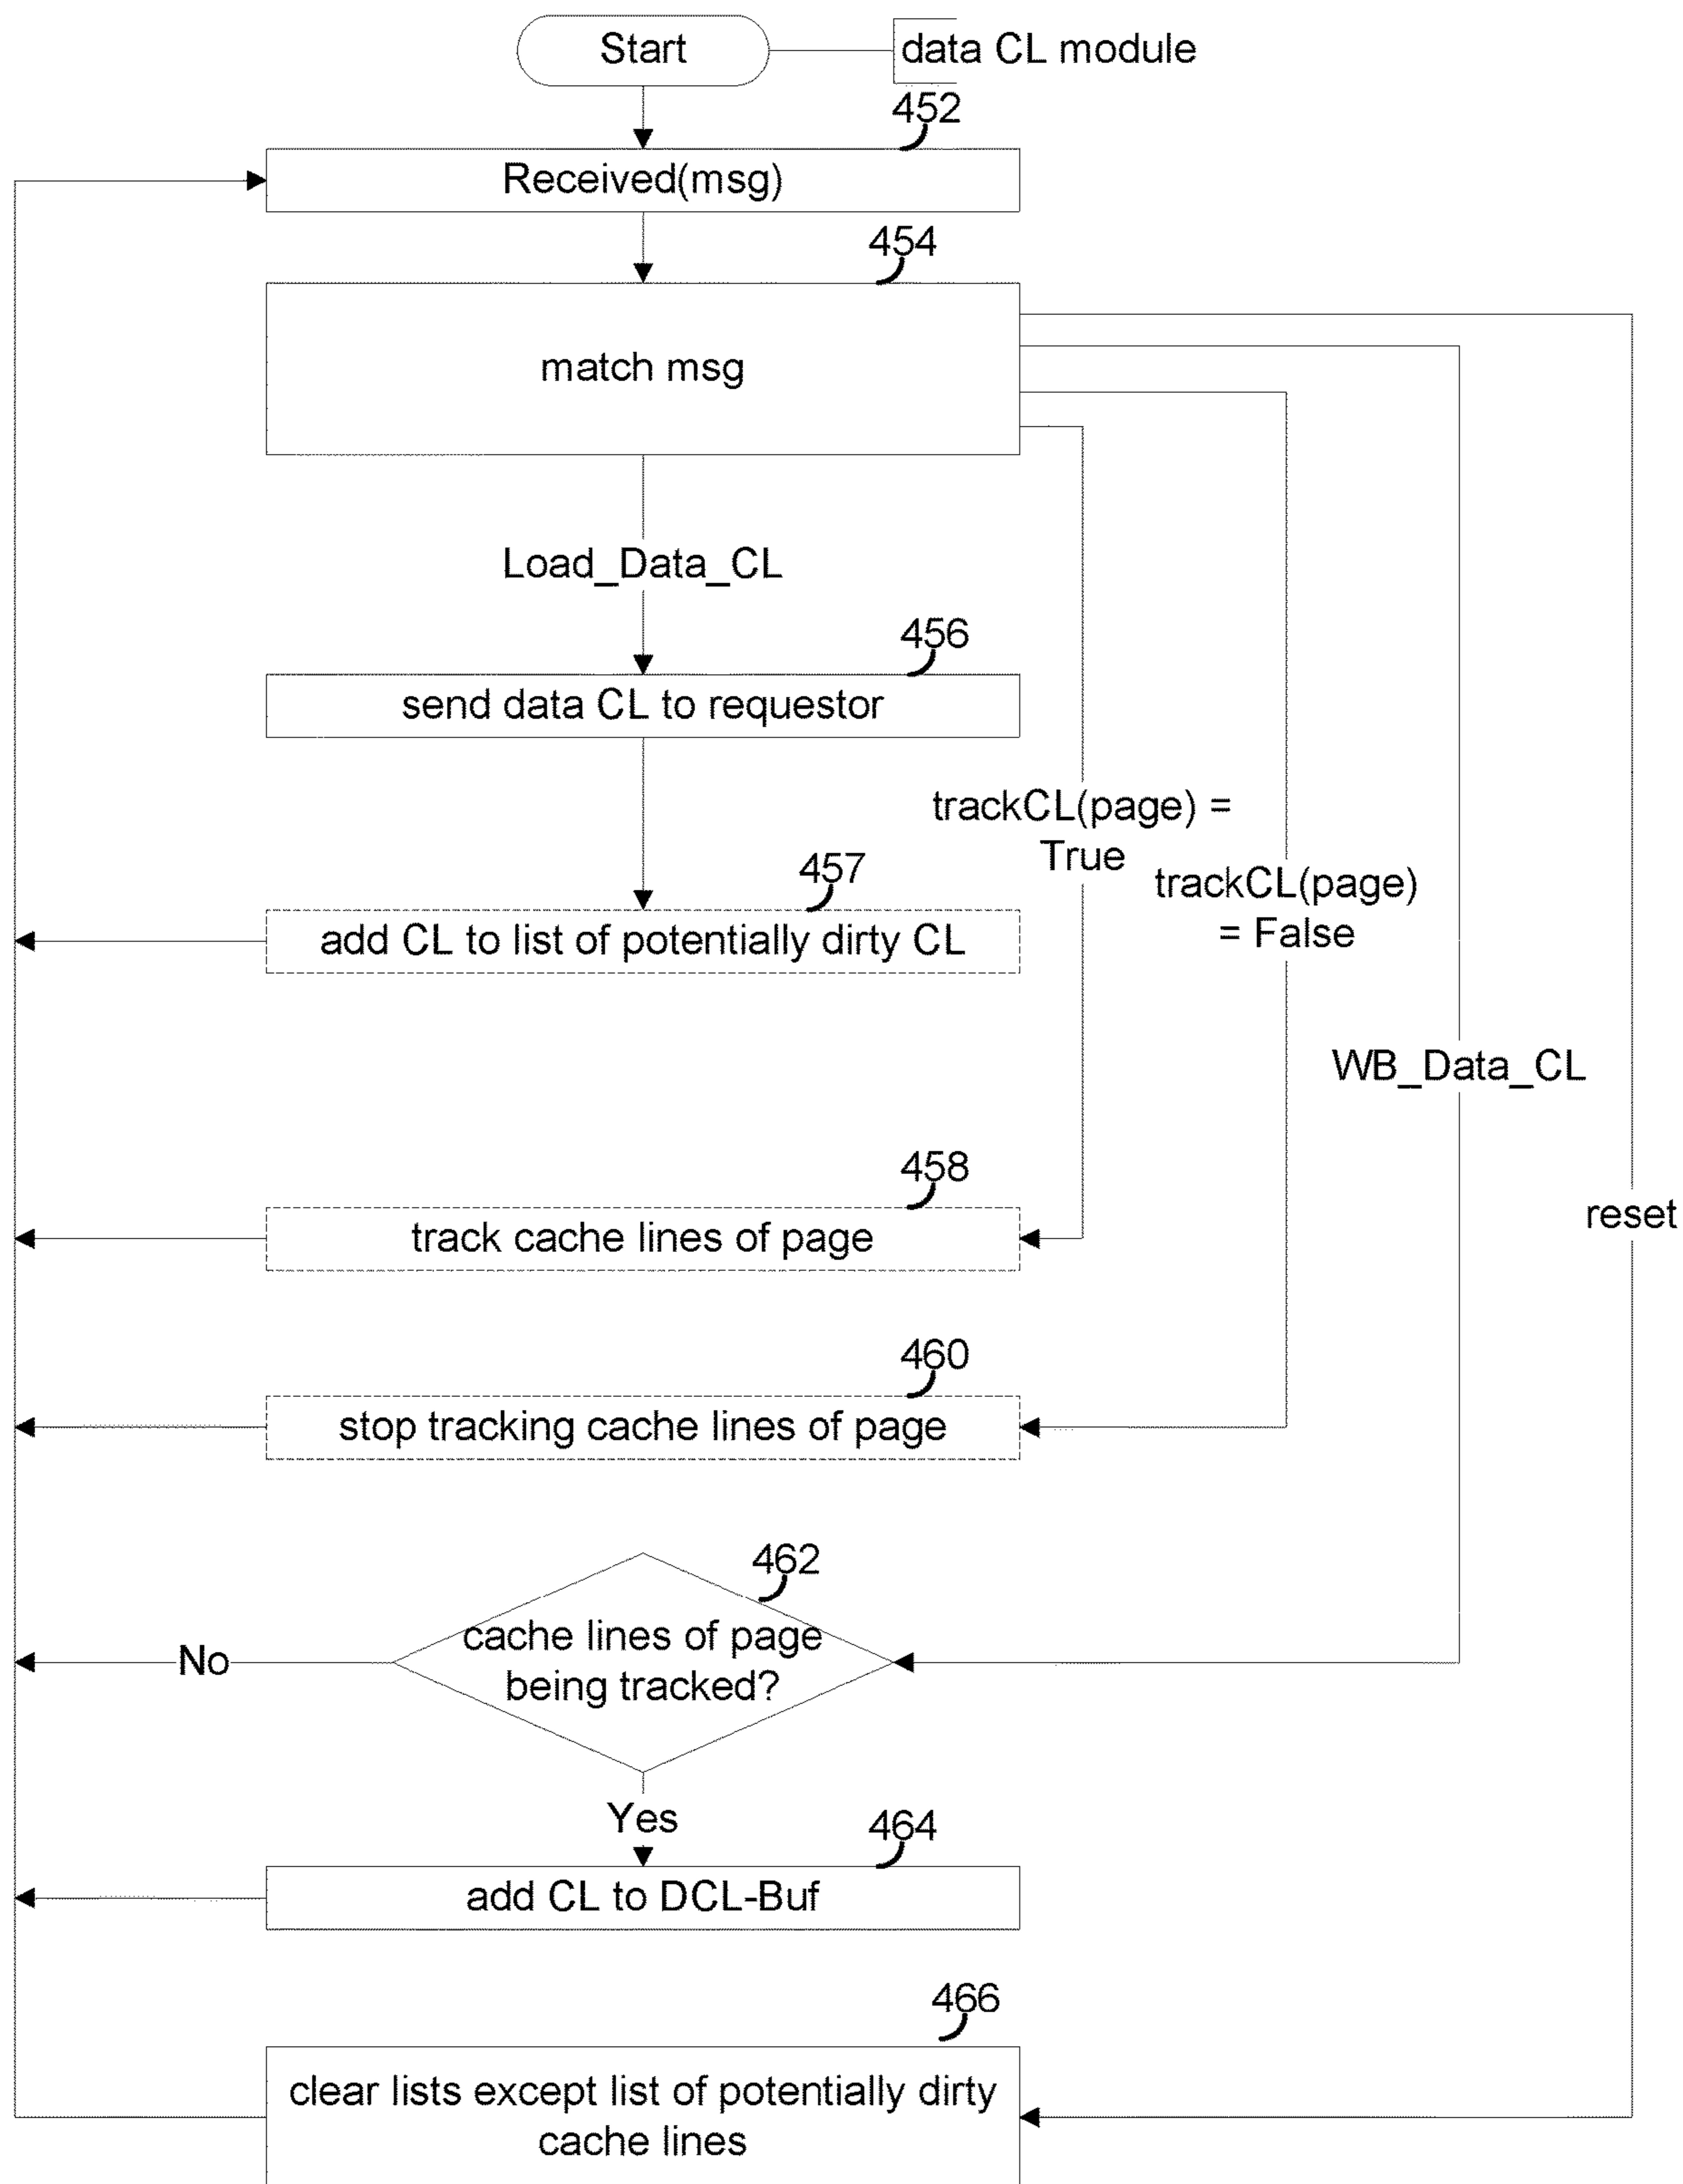 Start
data CL module
452
Received(msg)
454
match msg
Load_Data_CL
456
send data CL to requestor
trackCL(page) =
True
457
trackCL(page)
= False
add CL to list of potentially dirty CL
WB_Data_CL
458
reset
track cache lines of page
460
stop tracking cache lines of page
462
cache lines of page
being tracked?
No
Yes
464
add CL to DCL-Buf
466
clear lists except list of potentially dirty
cache lines